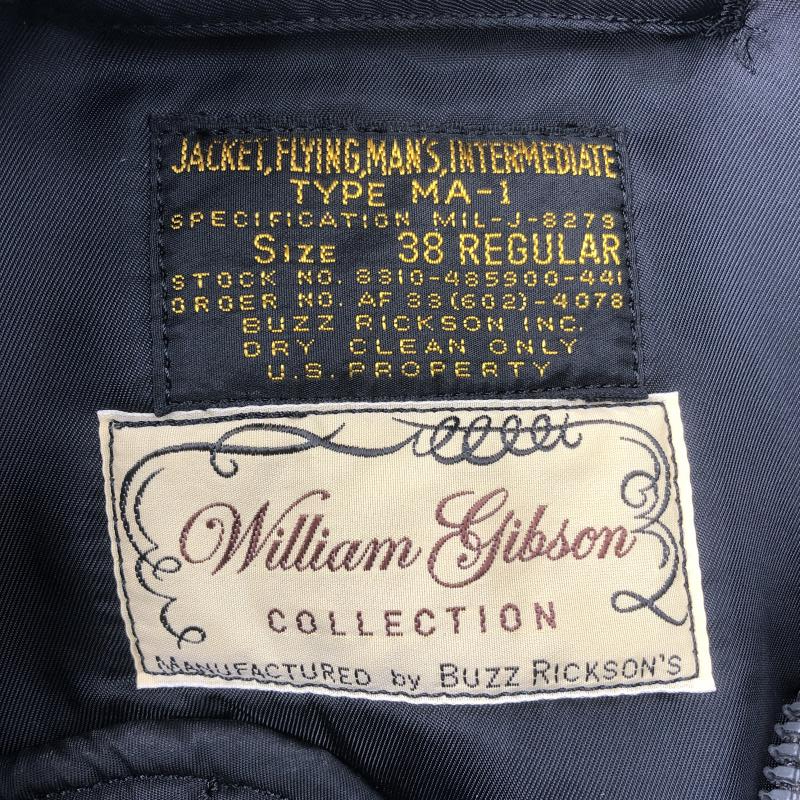 JACKET,FLYING,MAN'S,INTERMEDIATE
TYPE MA-1
SPECIFICATION MIL-J-8279
SIZE 38 REGULAR
STOCK NO. 8310-485900-441
ORDER NO. AF 33(602)-4078
BUZZ RICKSON INC.
DRY CLEAN ONLY
U.S. PROPERTY
William Gibson
COLLECTION
MANUFACTURED by BUZZ RICKSON'S